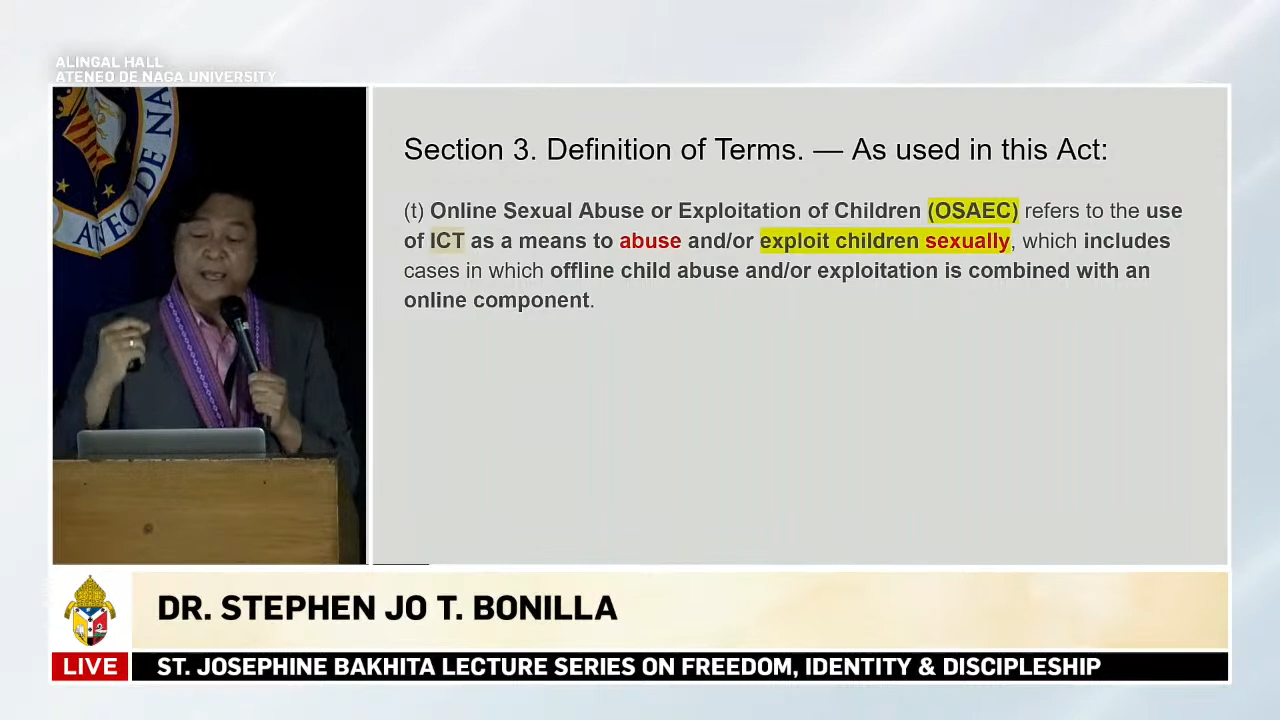 ALINGAL HALL
ATENEO DE NAGA UNIVERSITY
ATENEO DE NA
Section 3. Definition of Terms. — As used in this Act:
(t) Online Sexual Abuse or Exploitation of Children (OSAEC) refers to the use
of ICT as a means to abuse and/or exploit children sexually, which includes
cases in which offline child abuse and/or exploitation is combined with an
online component.
DR. STEPHEN JO T. BONILLA
LIVE
ST. JOSEPHINE BAKHITA LECTURE SERIES ON FREEDOM, IDENTITY & DISCIPLESHIP